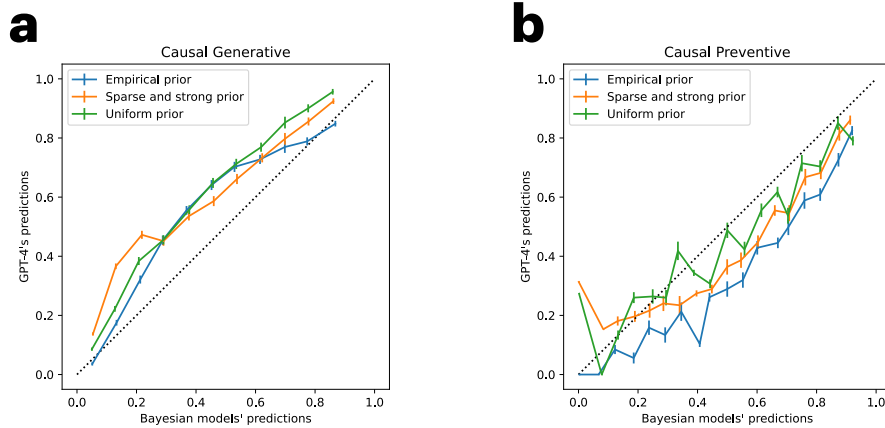 a
Causal Generative
Empirical prior
Sparse and strong prior
Uniform prior
1.0
0.8
0.6
0.4
0.2
0.0
GPT-4's predictions
0.0 0.2 0.4 0.6 0.8 1.0
Bayesian models' predictions
b
Causal Preventive
Empirical prior
Sparse and strong prior
Uniform prior
1.0
0.8
0.6
0.4
0.2
0.0
GPT-4's predictions
0.0 0.2 0.4 0.6 0.8 1.0
Bayesian models' predictions